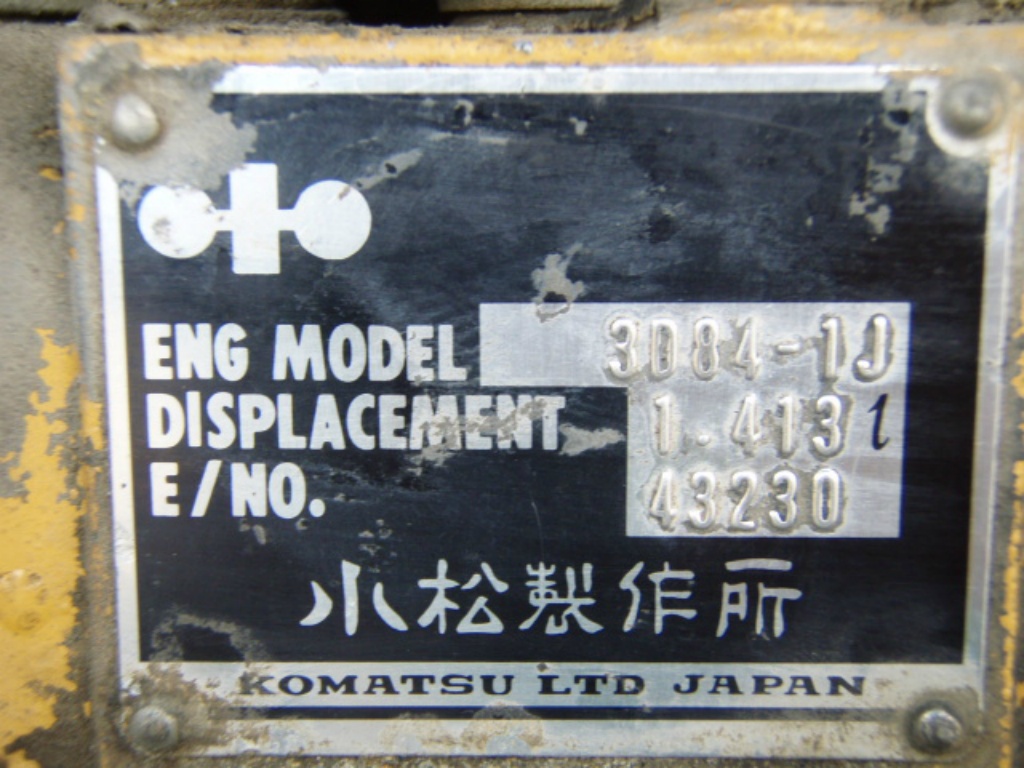 ENG MODEL 3D84-1J
DISPLACEMENT 1.413 l
E/NO. 43230
小松製作所
KOMATSU LTD JAPAN